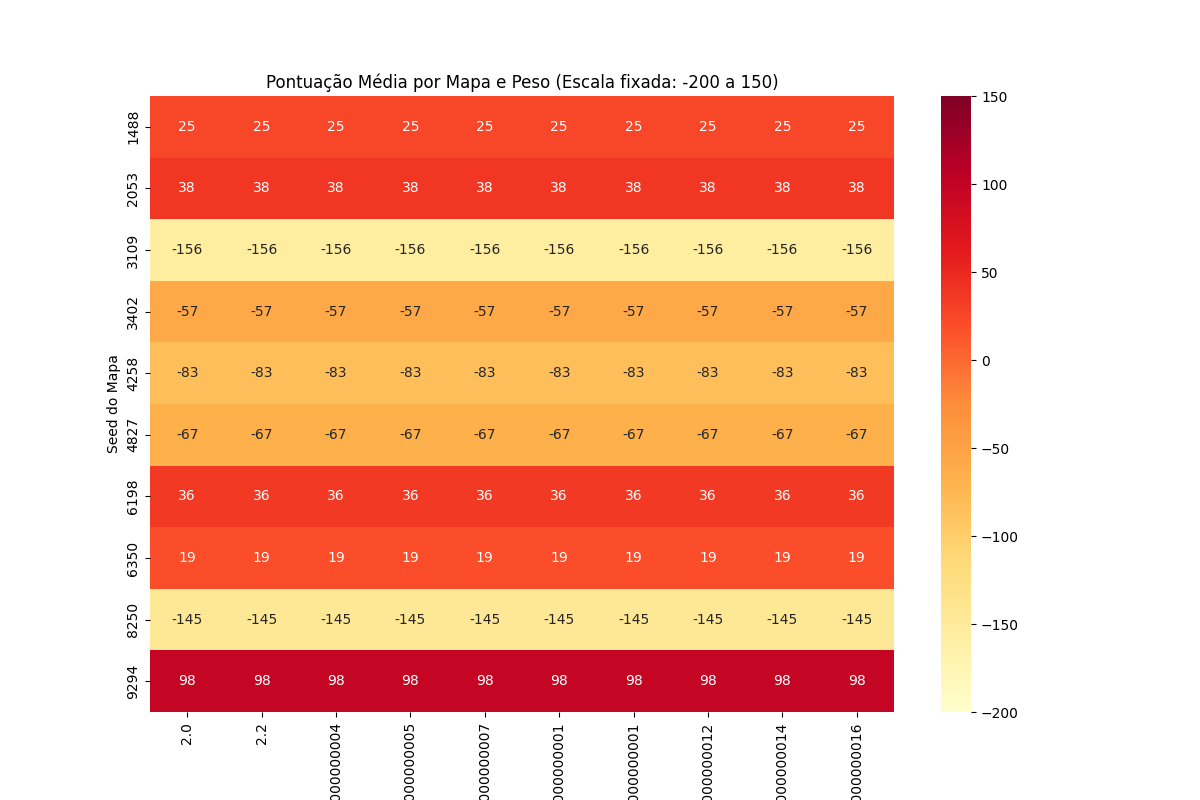 Pontuação Média por Mapa e Peso (Escala fixada: -200 a 150)
Seed do Mapa
1488 25 25 25 25 25 25 25 25 25 25
2053 38 38 38 38 38 38 38 38 38 38
3109 -156 -156 -156 -156 -156 -156 -156 -156 -156 -156
3402 -57 -57 -57 -57 -57 -57 -57 -57 -57 -57
4258 -83 -83 -83 -83 -83 -83 -83 -83 -83 -83
4827 -67 -67 -67 -67 -67 -67 -67 -67 -67 -67
6198 36 36 36 36 36 36 36 36 36 36
6350 19 19 19 19 19 19 19 19 19 19
8250 -145 -145 -145 -145 -145 -145 -145 -145 -145 -145
9294 98 98 98 98 98 98 98 98 98 98
2.0 2.2
150
100
50
0
−50
−100
−150
−200